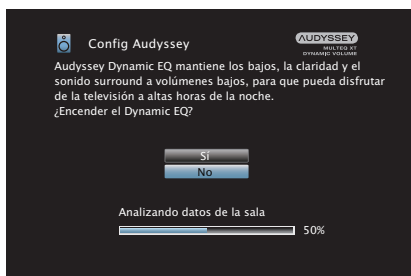 Config Audyssey
AUDYSSEY
MULTEQ XT
DYNAMIC VOLUME
Audyssey Dynamic EQ mantiene los bajos, la claridad y el
sonido surround a volúmenes bajos, para que pueda disfrutar
de la televisión a altas horas de la noche.
¿Encender el Dynamic EQ?
Sí
No
Analizando datos de la sala
50%